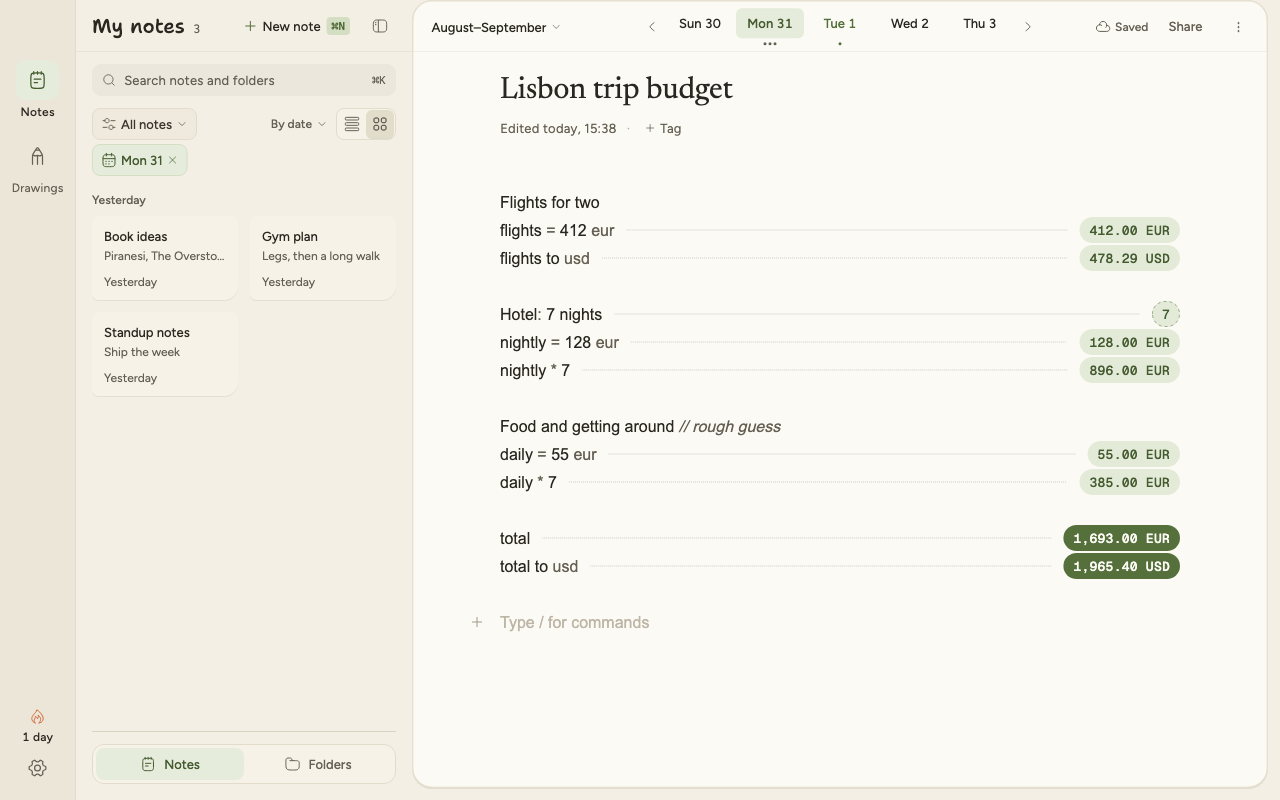 My notes 3
New note ⌘N
Notes
Drawings
1 day
Search notes and folders ⌘K
All notes
By date
Mon 31
Yesterday
Book ideas
Piranesi, The Oversto...
Yesterday
Gym plan
Legs, then a long walk
Yesterday
Standup notes
Ship the week
Yesterday
Notes
Folders
August–September
Sun 30
Mon 31
Tue 1
Wed 2
Thu 3
Saved
Share
Lisbon trip budget
Edited today, 15:38 · + Tag
Flights for two
flights = 412 eur 412.00 EUR
flights to usd 478.29 USD
Hotel: 7 nights 7
nightly = 128 eur 128.00 EUR
nightly * 7 896.00 EUR
Food and getting around // rough guess
daily = 55 eur 55.00 EUR
daily * 7 385.00 EUR
total 1,693.00 EUR
total to usd 1,965.40 USD
Type / for commands